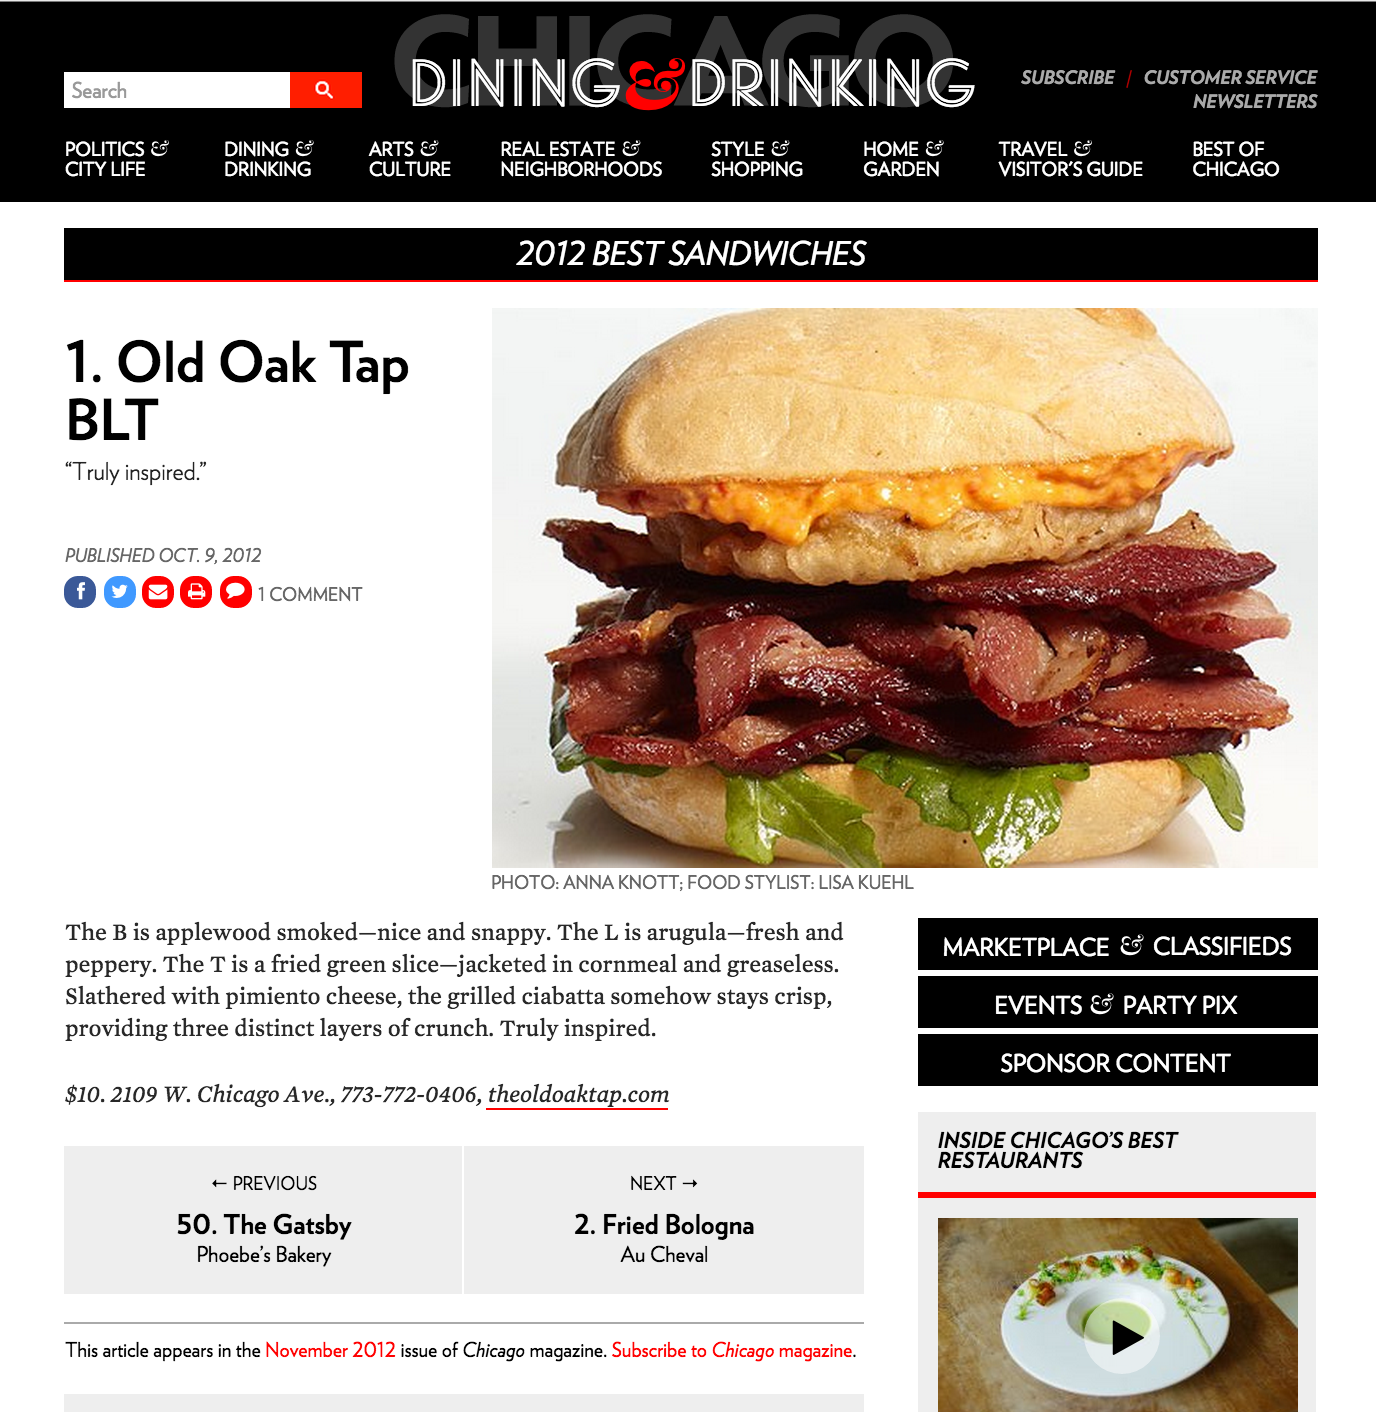 CHICAGO
DINING & DRINKING
Search
SUBSCRIBE / CUSTOMER SERVICE
NEWSLETTERS
POLITICS &
CITY LIFE
DINING &
DRINKING
ARTS &
CULTURE
REAL ESTATE &
NEIGHBORHOODS
STYLE &
SHOPPING
HOME &
GARDEN
TRAVEL &
VISITOR'S GUIDE
BEST OF
CHICAGO
2012 BEST SANDWICHES
1. Old Oak Tap
BLT
“Truly inspired.”
PUBLISHED OCT. 9, 2012
f
1 COMMENT
PHOTO: ANNA KNOTT; FOOD STYLIST: LISA KUEHL
The B is applewood smoked—nice and snappy. The L is arugula—fresh and
peppery. The T is a fried green slice—jacketed in cornmeal and greaseless.
Slathered with pimiento cheese, the grilled ciabatta somehow stays crisp,
providing three distinct layers of crunch. Truly inspired.
$10. 2109 W. Chicago Ave., 773-772-0406, theoldoaktap.com
← PREVIOUS
50. The Gatsby
Phoebe’s Bakery
NEXT →
2. Fried Bologna
Au Cheval
This article appears in the November 2012 issue of Chicago magazine. Subscribe to Chicago magazine.
MARKETPLACE & CLASSIFIEDS
EVENTS & PARTY PIX
SPONSOR CONTENT
INSIDE CHICAGO’S BEST
RESTAURANTS